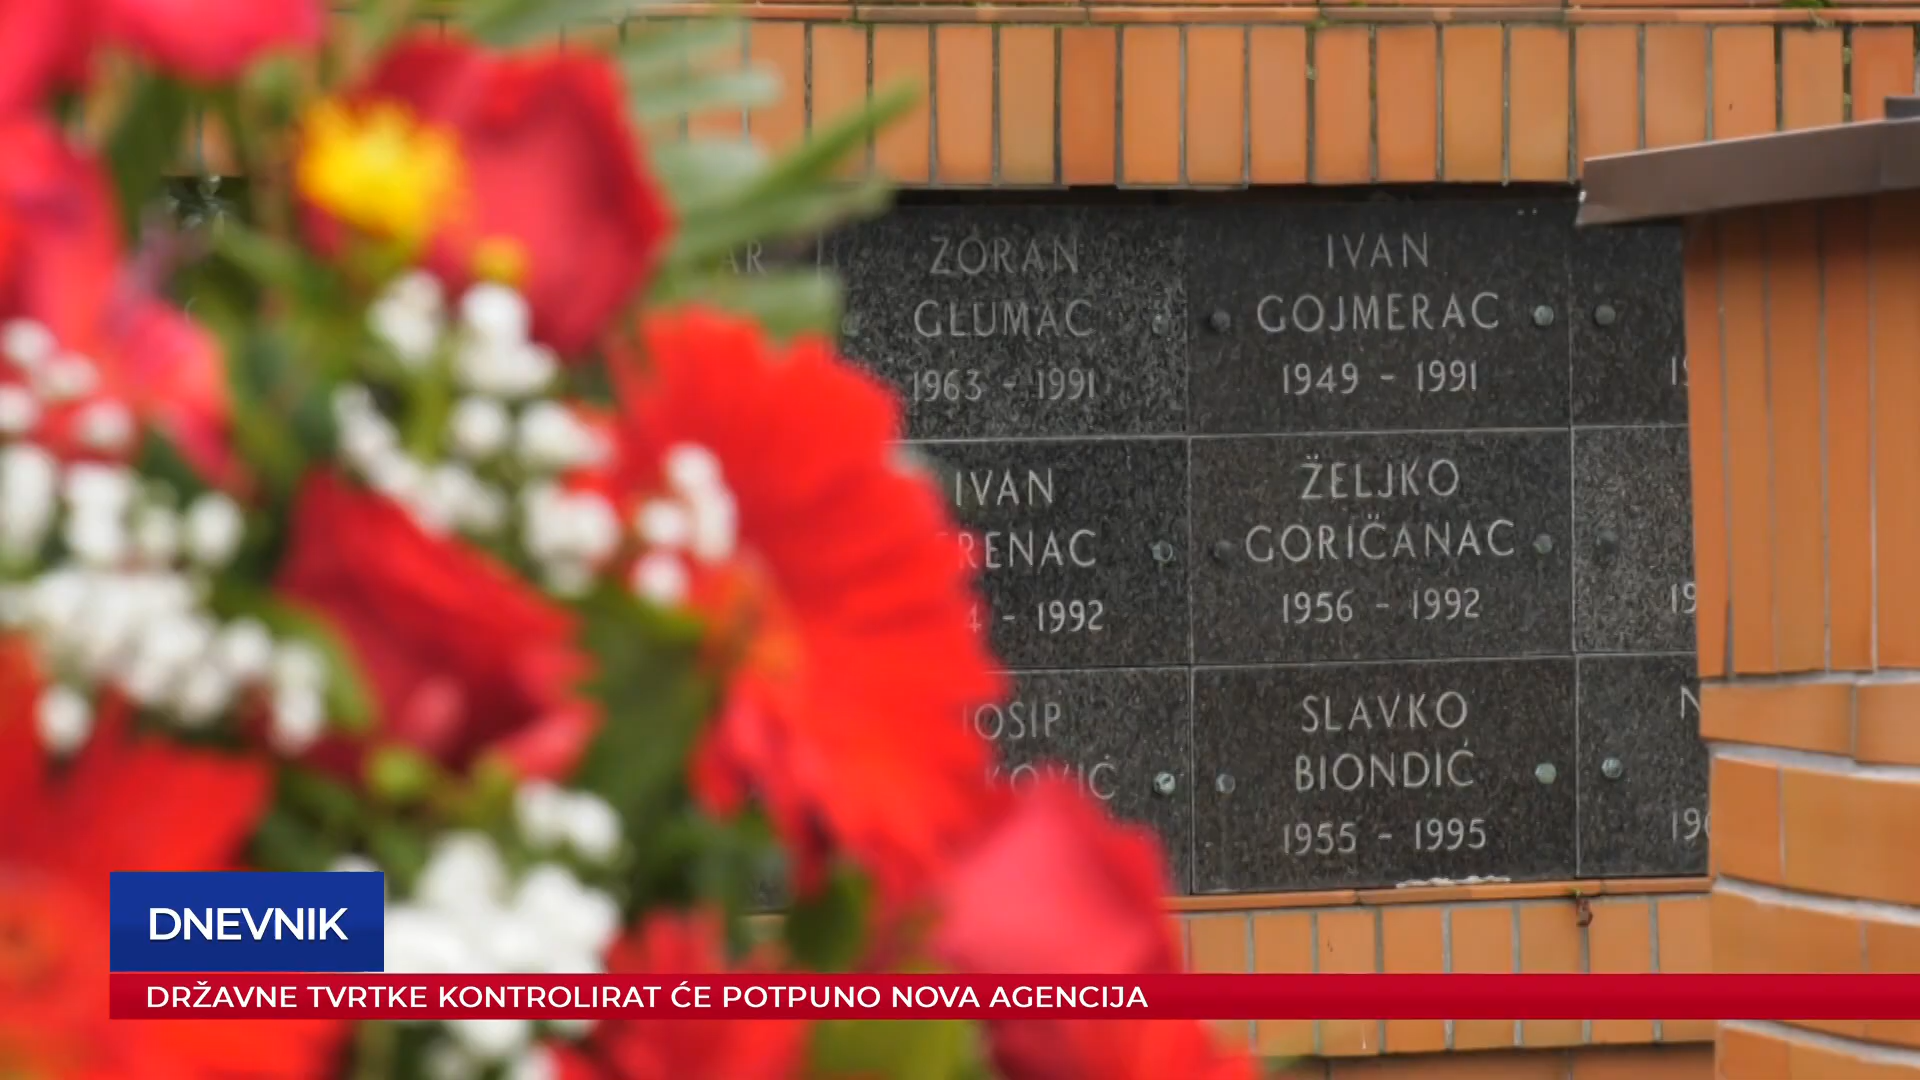 ZORAN
GLUMAC
1963 - 1991
IVAN
GOJMERAC
1949 - 1991
IVAN
1992
ŽELJKO
GORIČANAC
1956 - 1992
SLAVKO
BIONDIĆ
1955 - 1995
DNEVNIK
DRŽAVNE TVRTKE KONTROLIRAT ĆE POTPUNO NOVA AGENCIJA